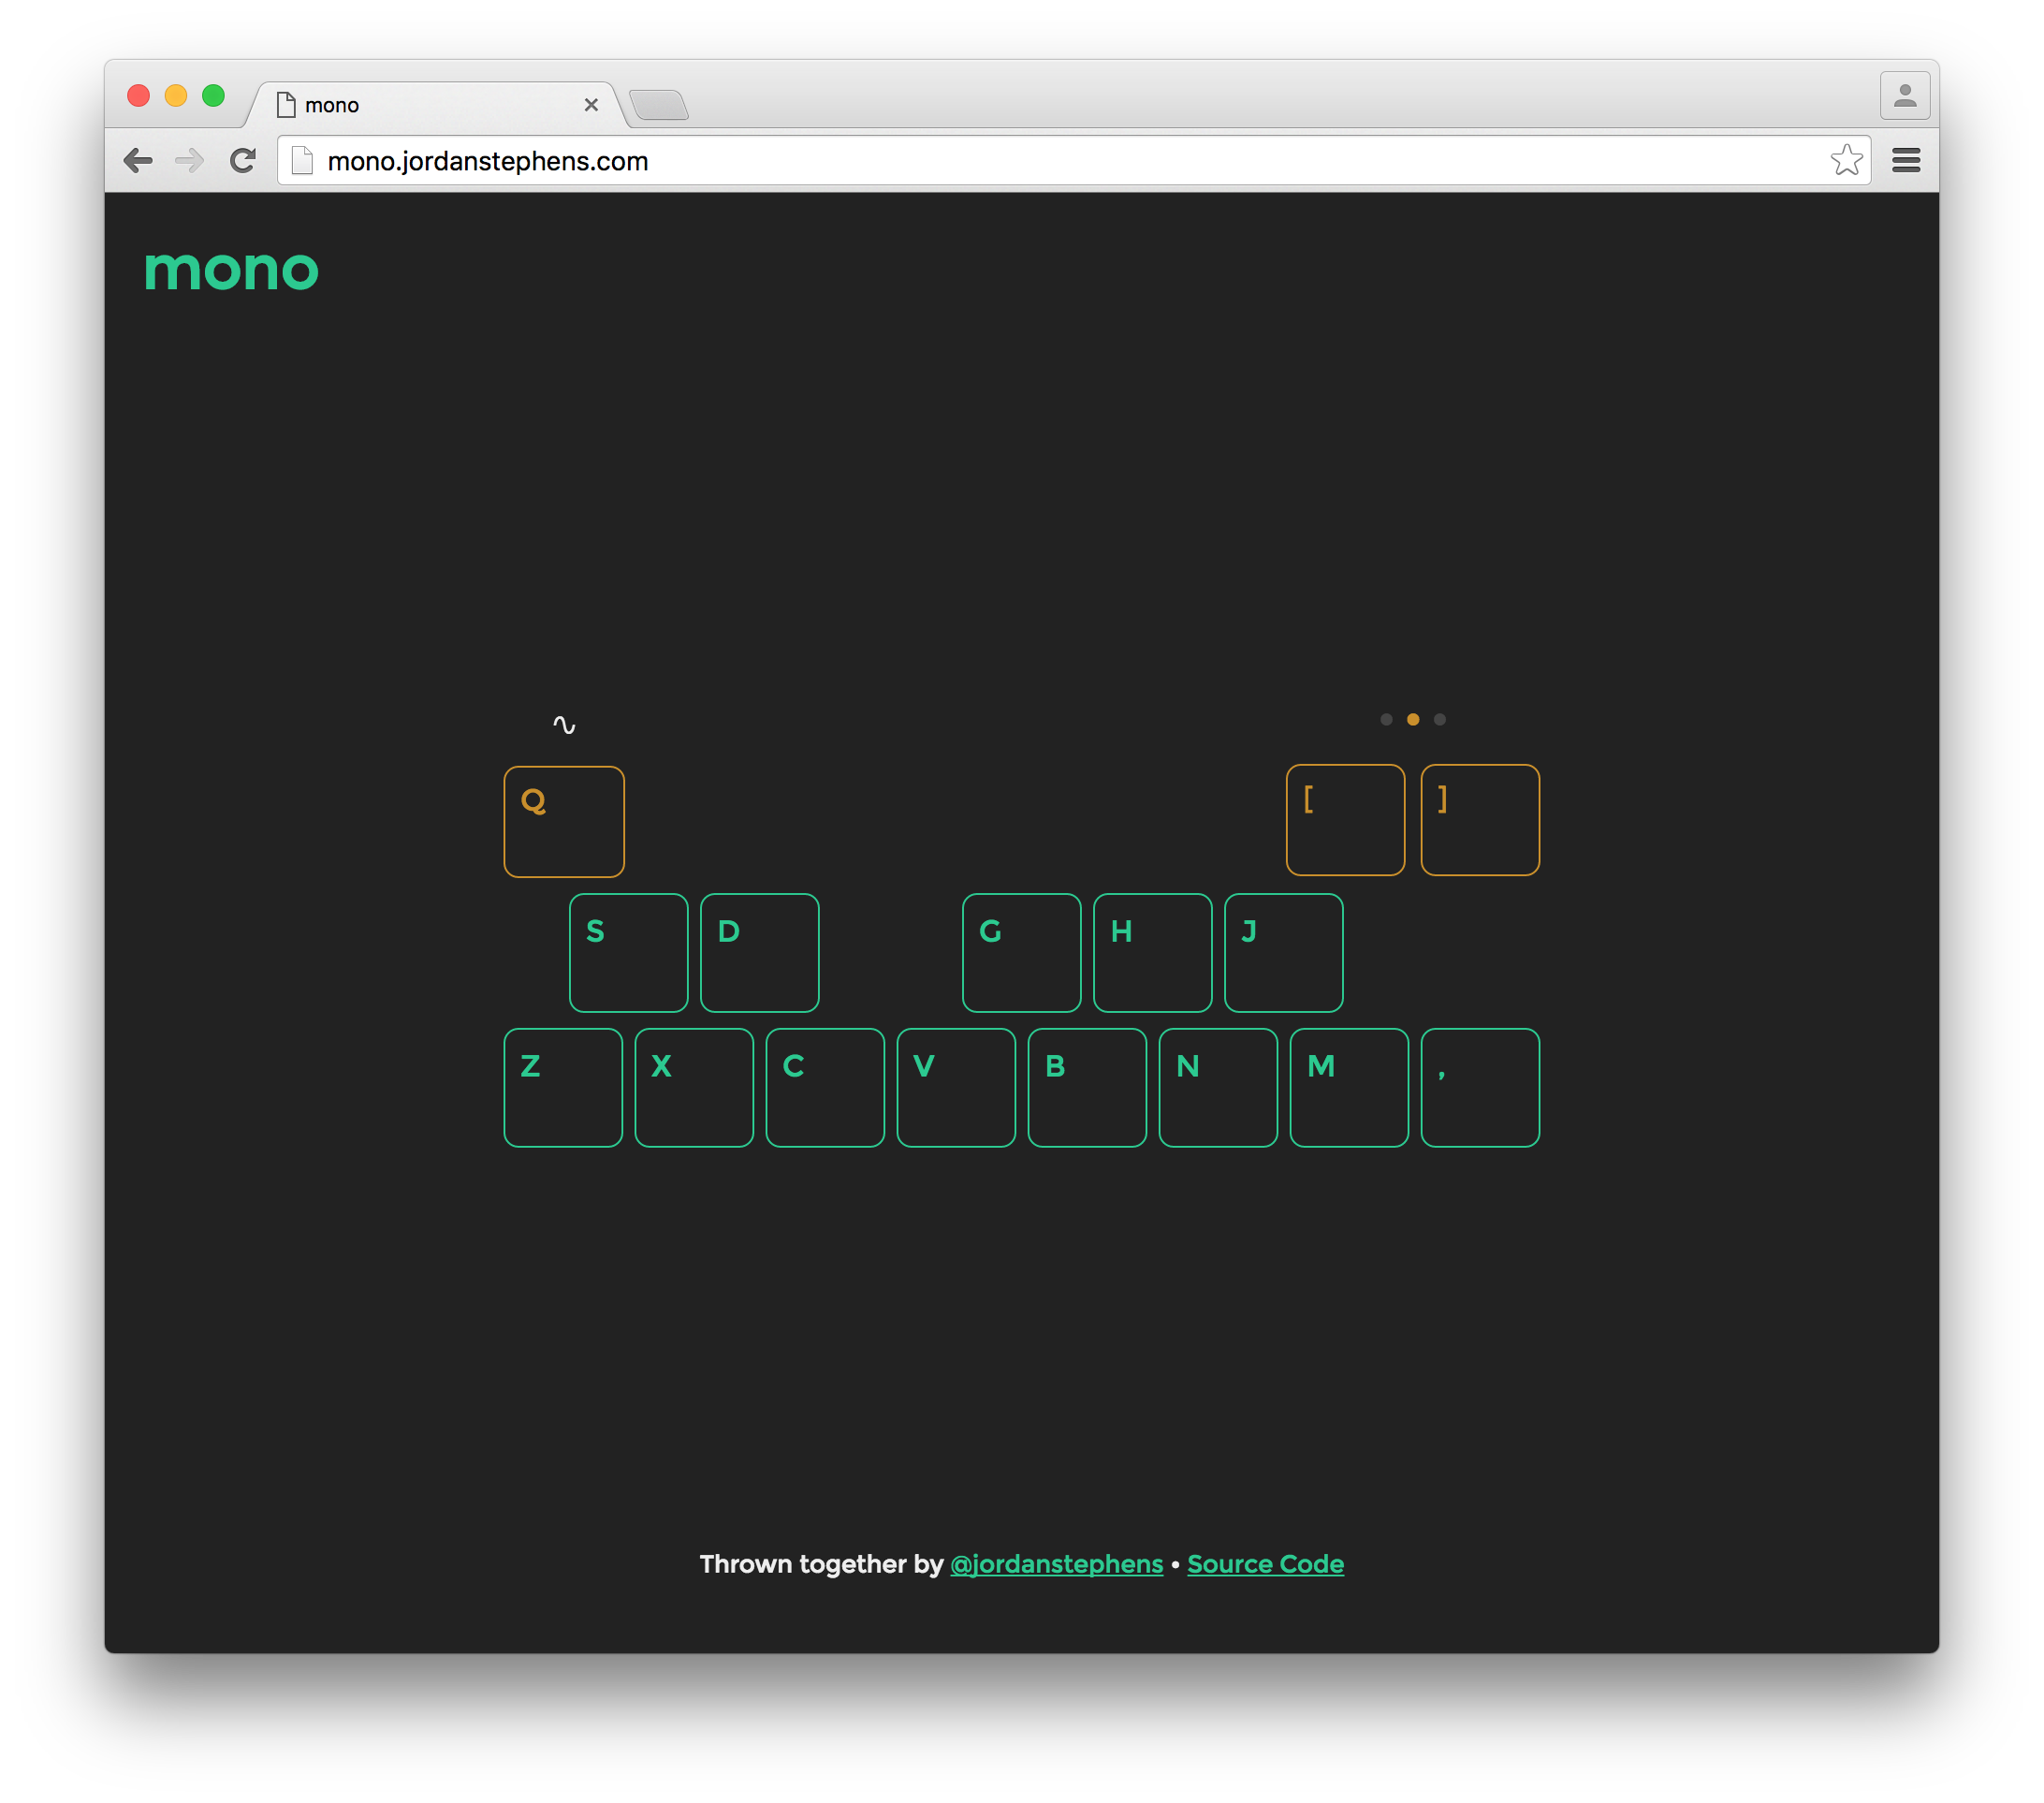 mono
mono.jordanstephens.com
mono
Q [ ]
S D G H J
Z X C V B N M ,
Thrown together by @jordanstephens • Source Code